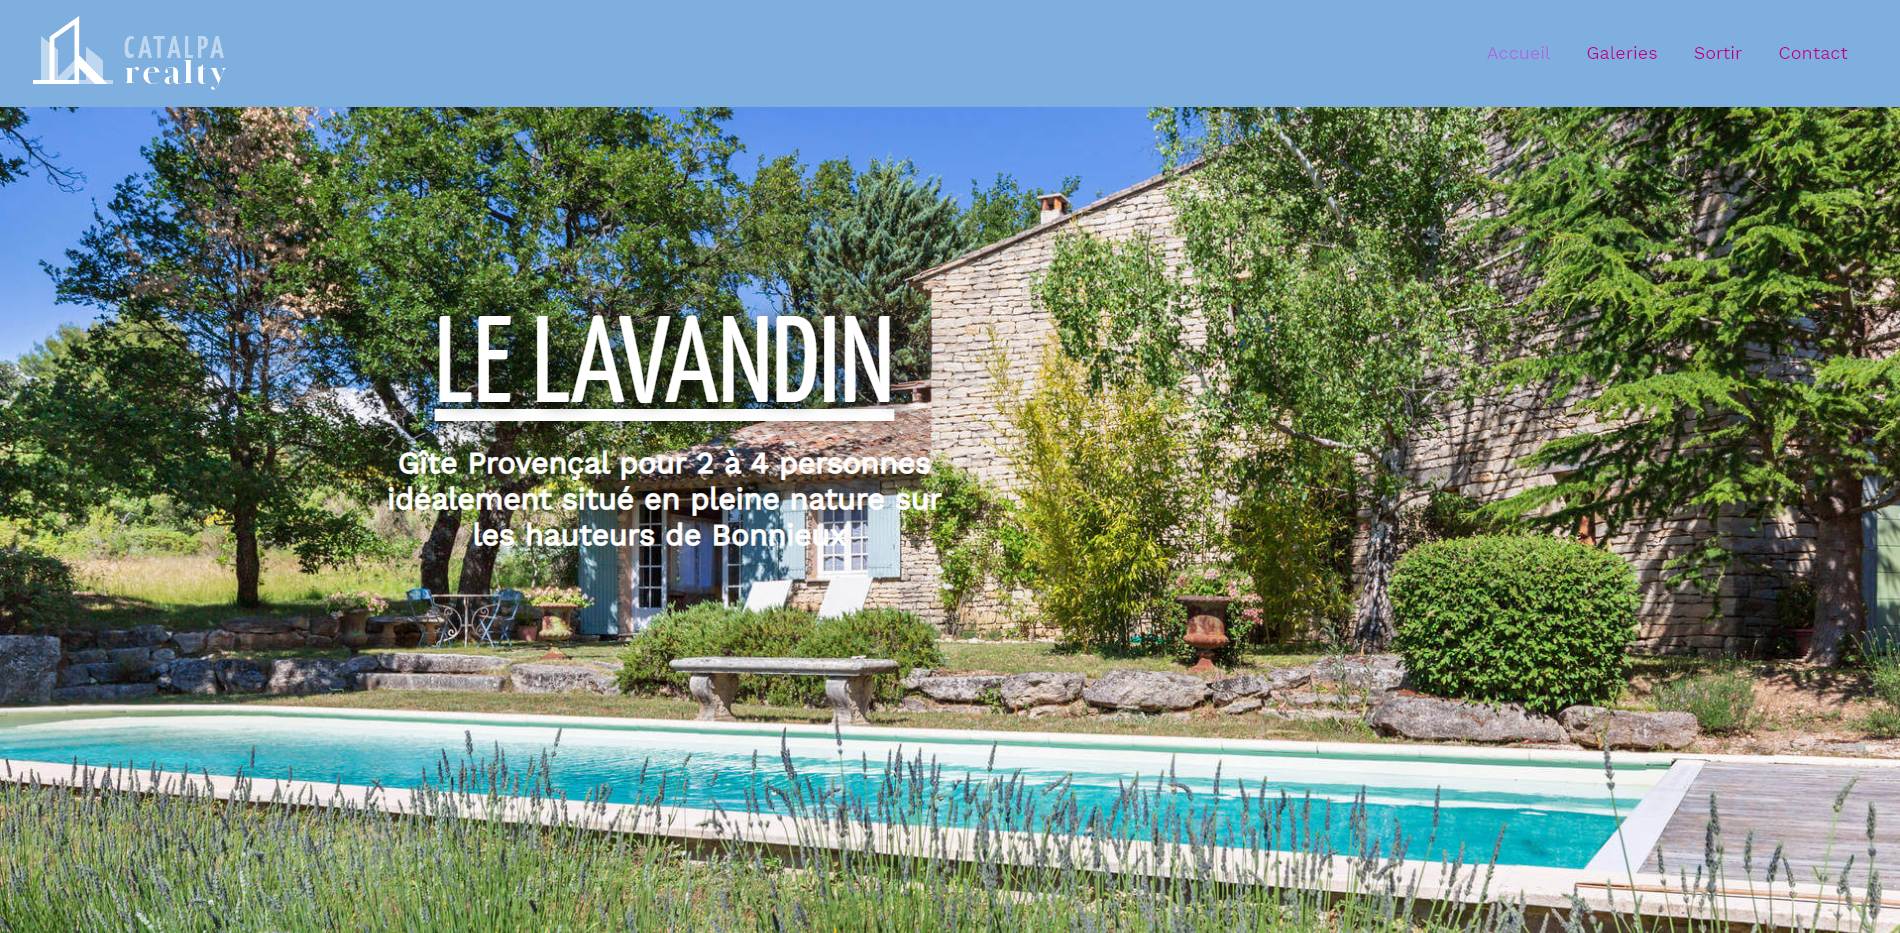 CATALPA
realty
Accueil Galeries Sortir Contact
LE LAVANDIN
Gîte Provençal pour 2 à 4 personnes
idéalement situé en pleine nature sur
les hauteurs de Bonnieux